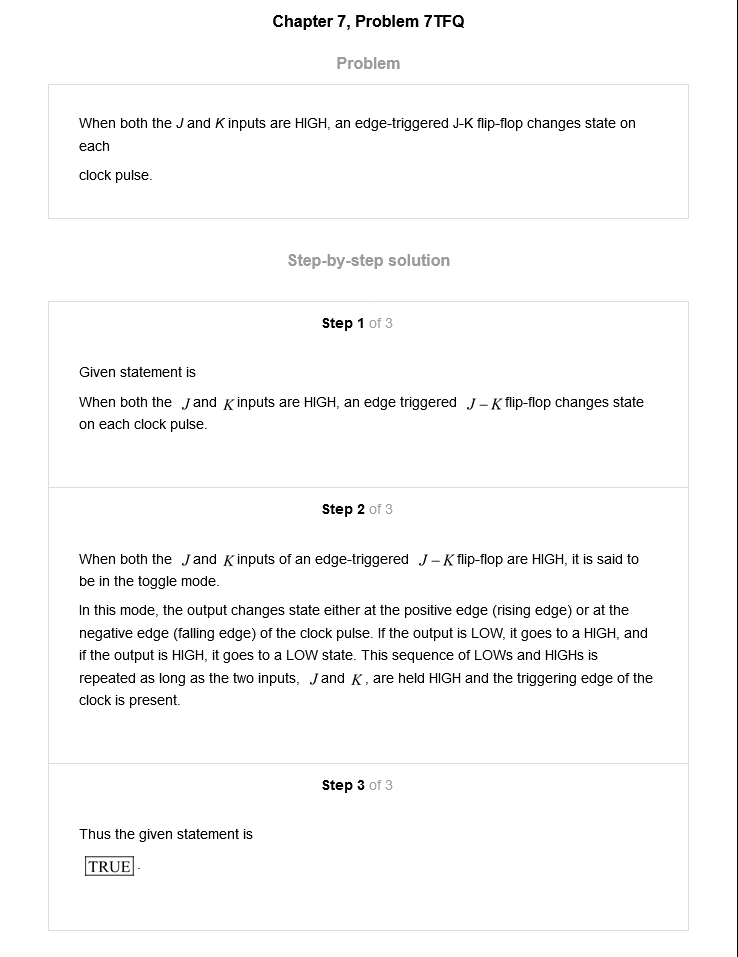 Chapter 7, Problem 7TFQ
Problem
When both the J and K inputs are HIGH, an edge-triggered J-K flip-flop changes state on
each
clock pulse.
Step-by-step solution
Step 1 of 3
Given statement is
When both the J and K inputs are HIGH, an edge triggered J – K flip-flop changes state
on each clock pulse.
Step 2 of 3
When both the J and K inputs of an edge-triggered J – K flip-flop are HIGH, it is said to
be in the toggle mode.
In this mode, the output changes state either at the positive edge (rising edge) or at the
negative edge (falling edge) of the clock pulse. If the output is LOW, it goes to a HIGH, and
if the output is HIGH, it goes to a LOW state. This sequence of LOWs and HIGHs is
repeated as long as the two inputs, J and K , are held HIGH and the triggering edge of the
clock is present.
Step 3 of 3
Thus the given statement is
TRUE .